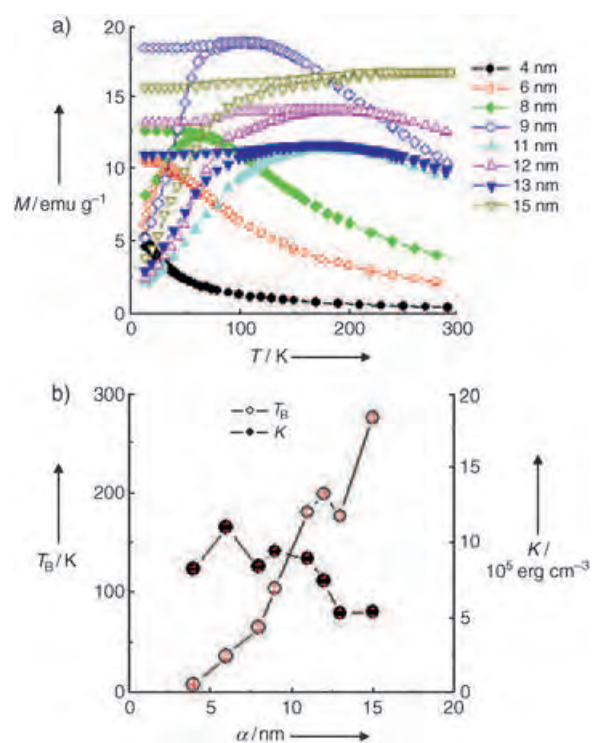 a)
20
15
10
5
0
M / emu g⁻¹
0
100
200
300
T / K
4 nm
6 nm
8 nm
9 nm
11 nm
12 nm
13 nm
15 nm
b)
300
200
100
0
T_B / K
T_B
K
20
15
10
5
0
K /
10⁵ erg cm⁻³
0
5
10
15
20
α / nm